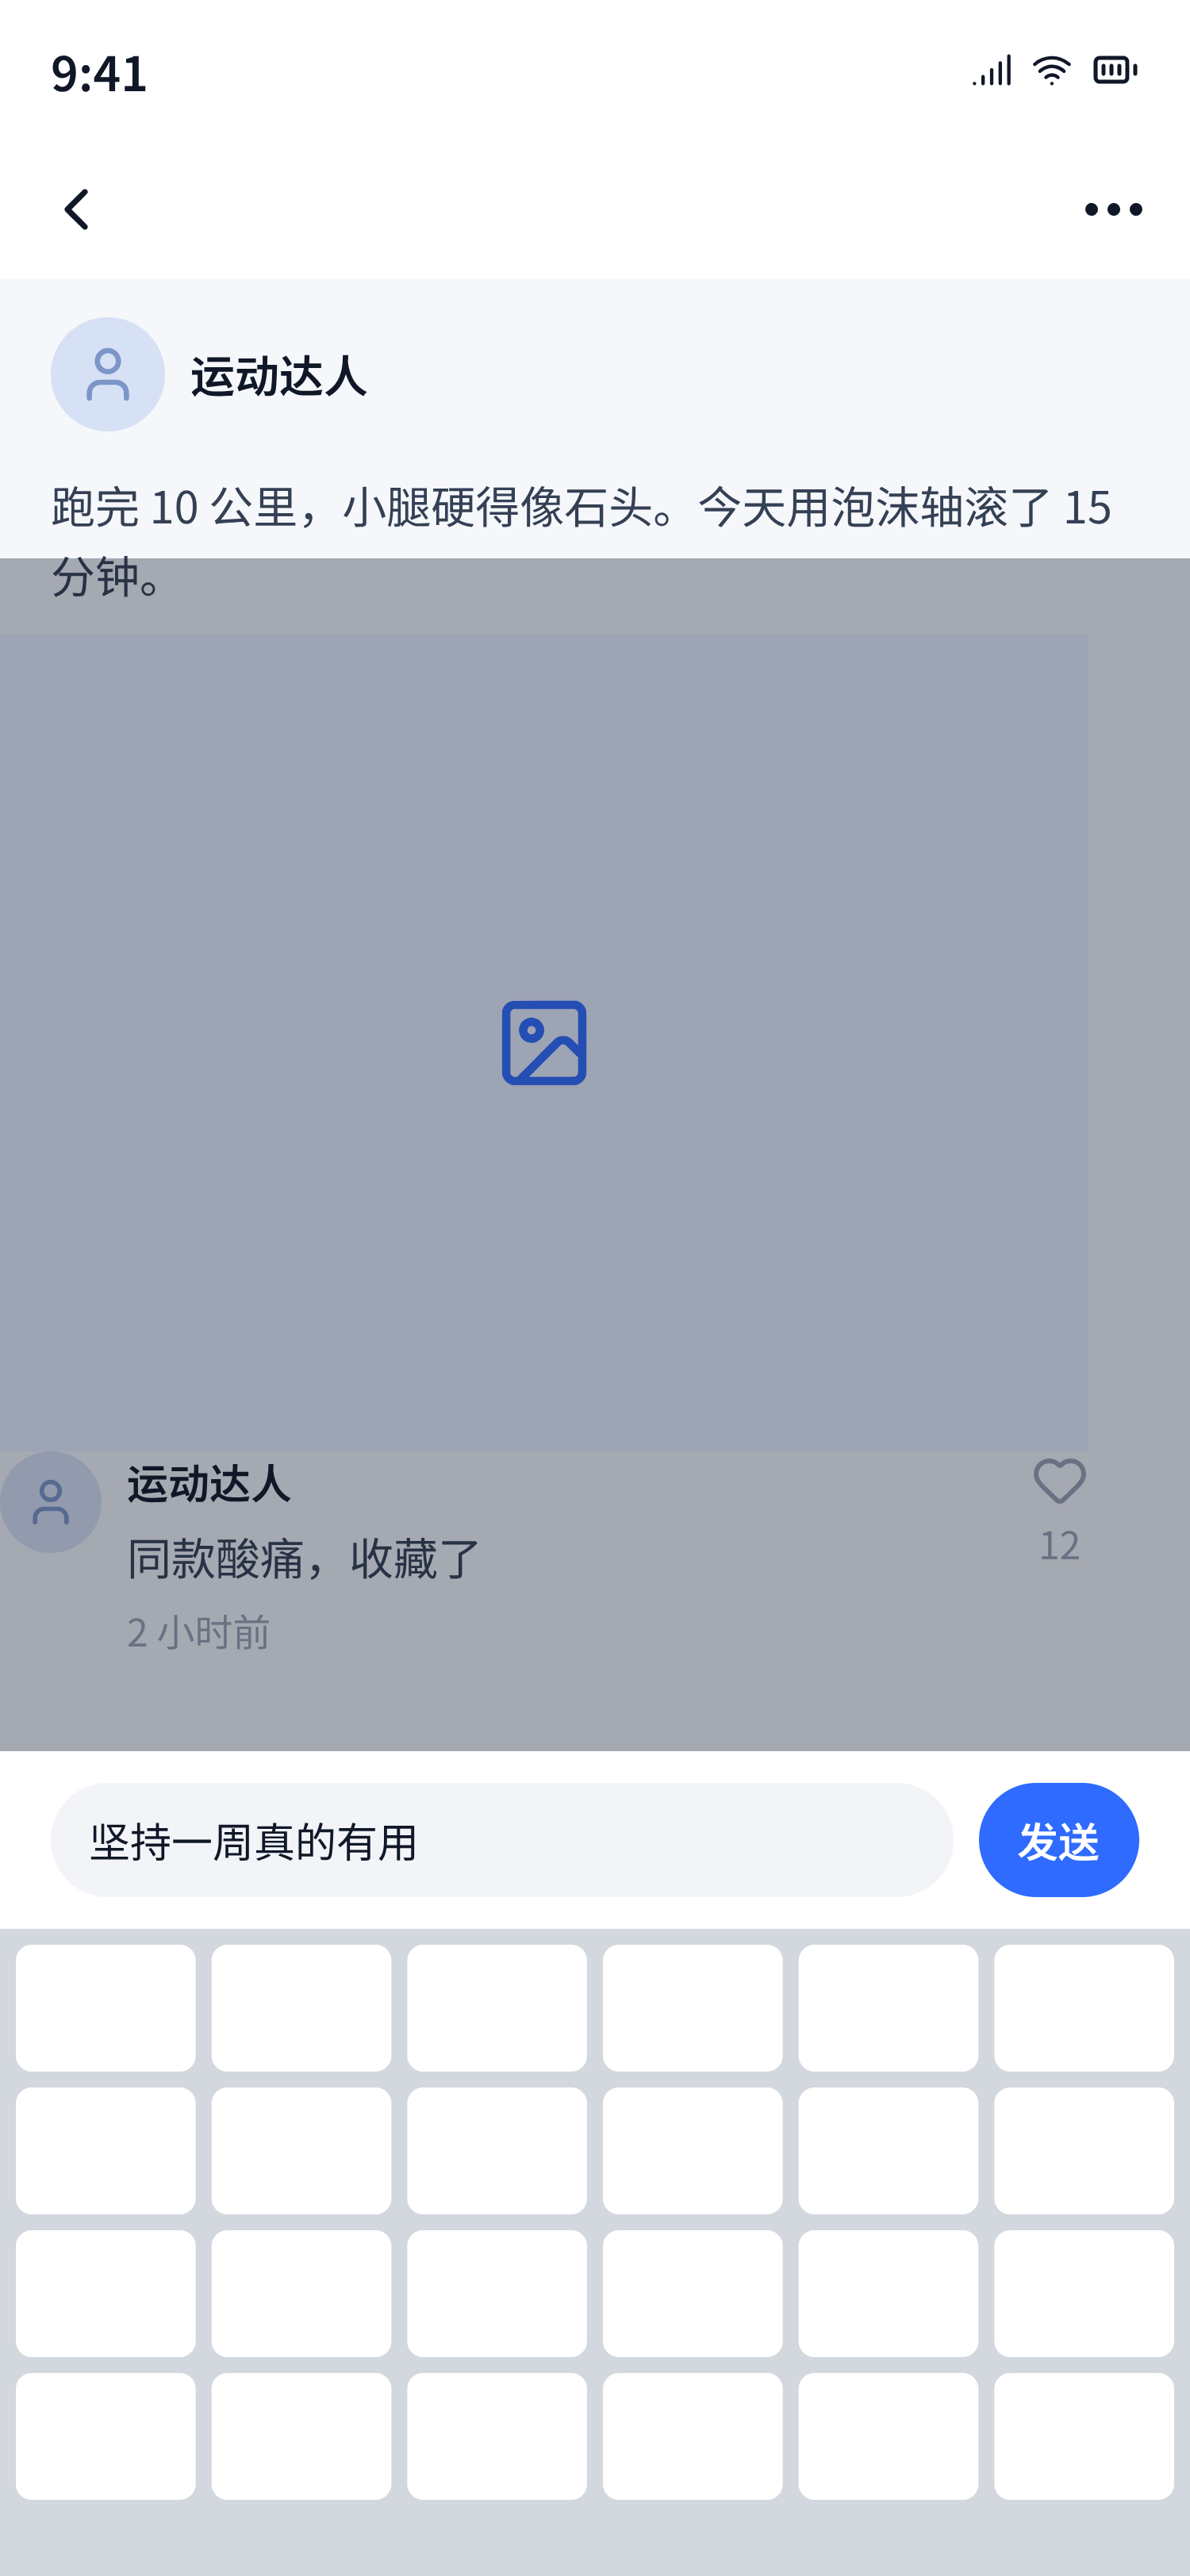 9:41
运动达人
跑完 10 公里，小腿硬得像石头。今天用泡沫轴滚了 15
分钟。
运动达人
同款酸痛，收藏了
12
2 小时前
坚持一周真的有用
发送